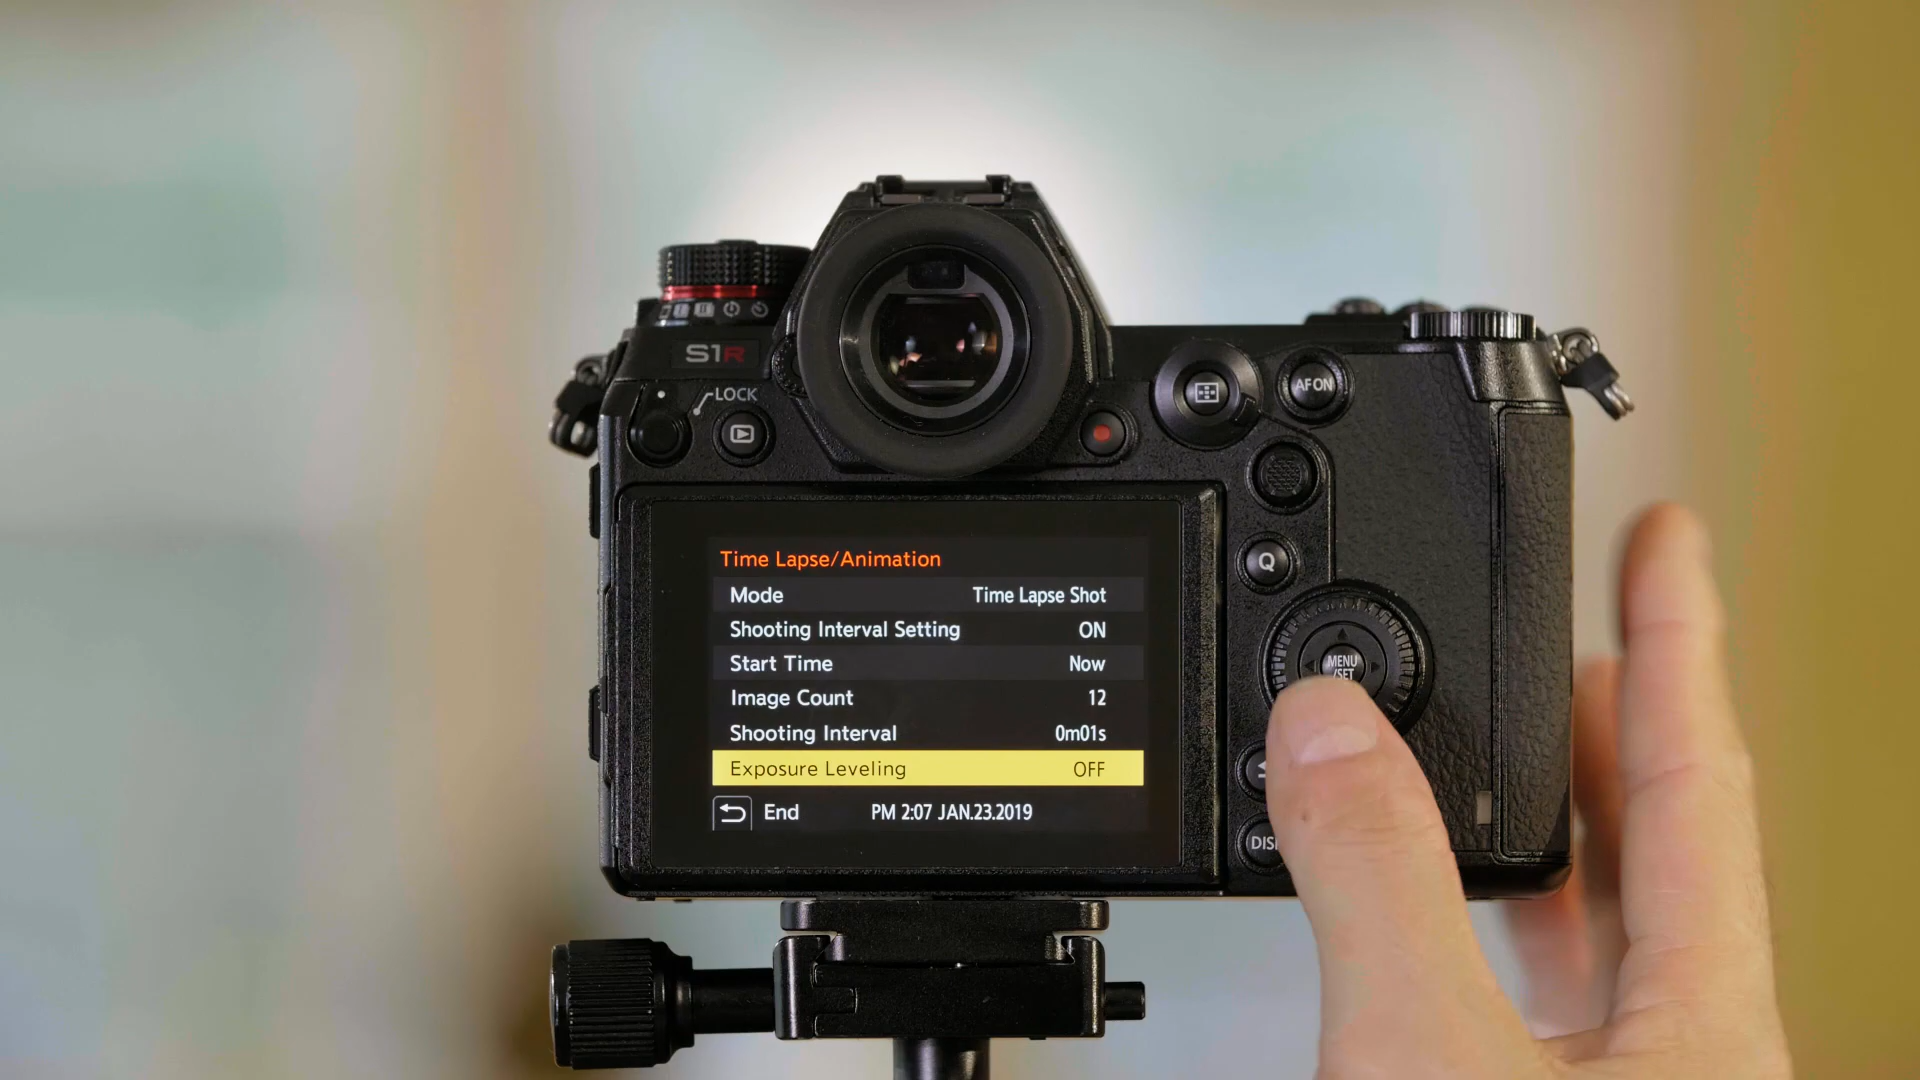 S1R
LOCK
AF ON
Q
MENU
/SET
Time Lapse/Animation
Mode Time Lapse Shot
Shooting Interval Setting ON
Start Time Now
Image Count 12
Shooting Interval 0m01s
Exposure Leveling OFF
End PM 2:07 JAN.23.2019